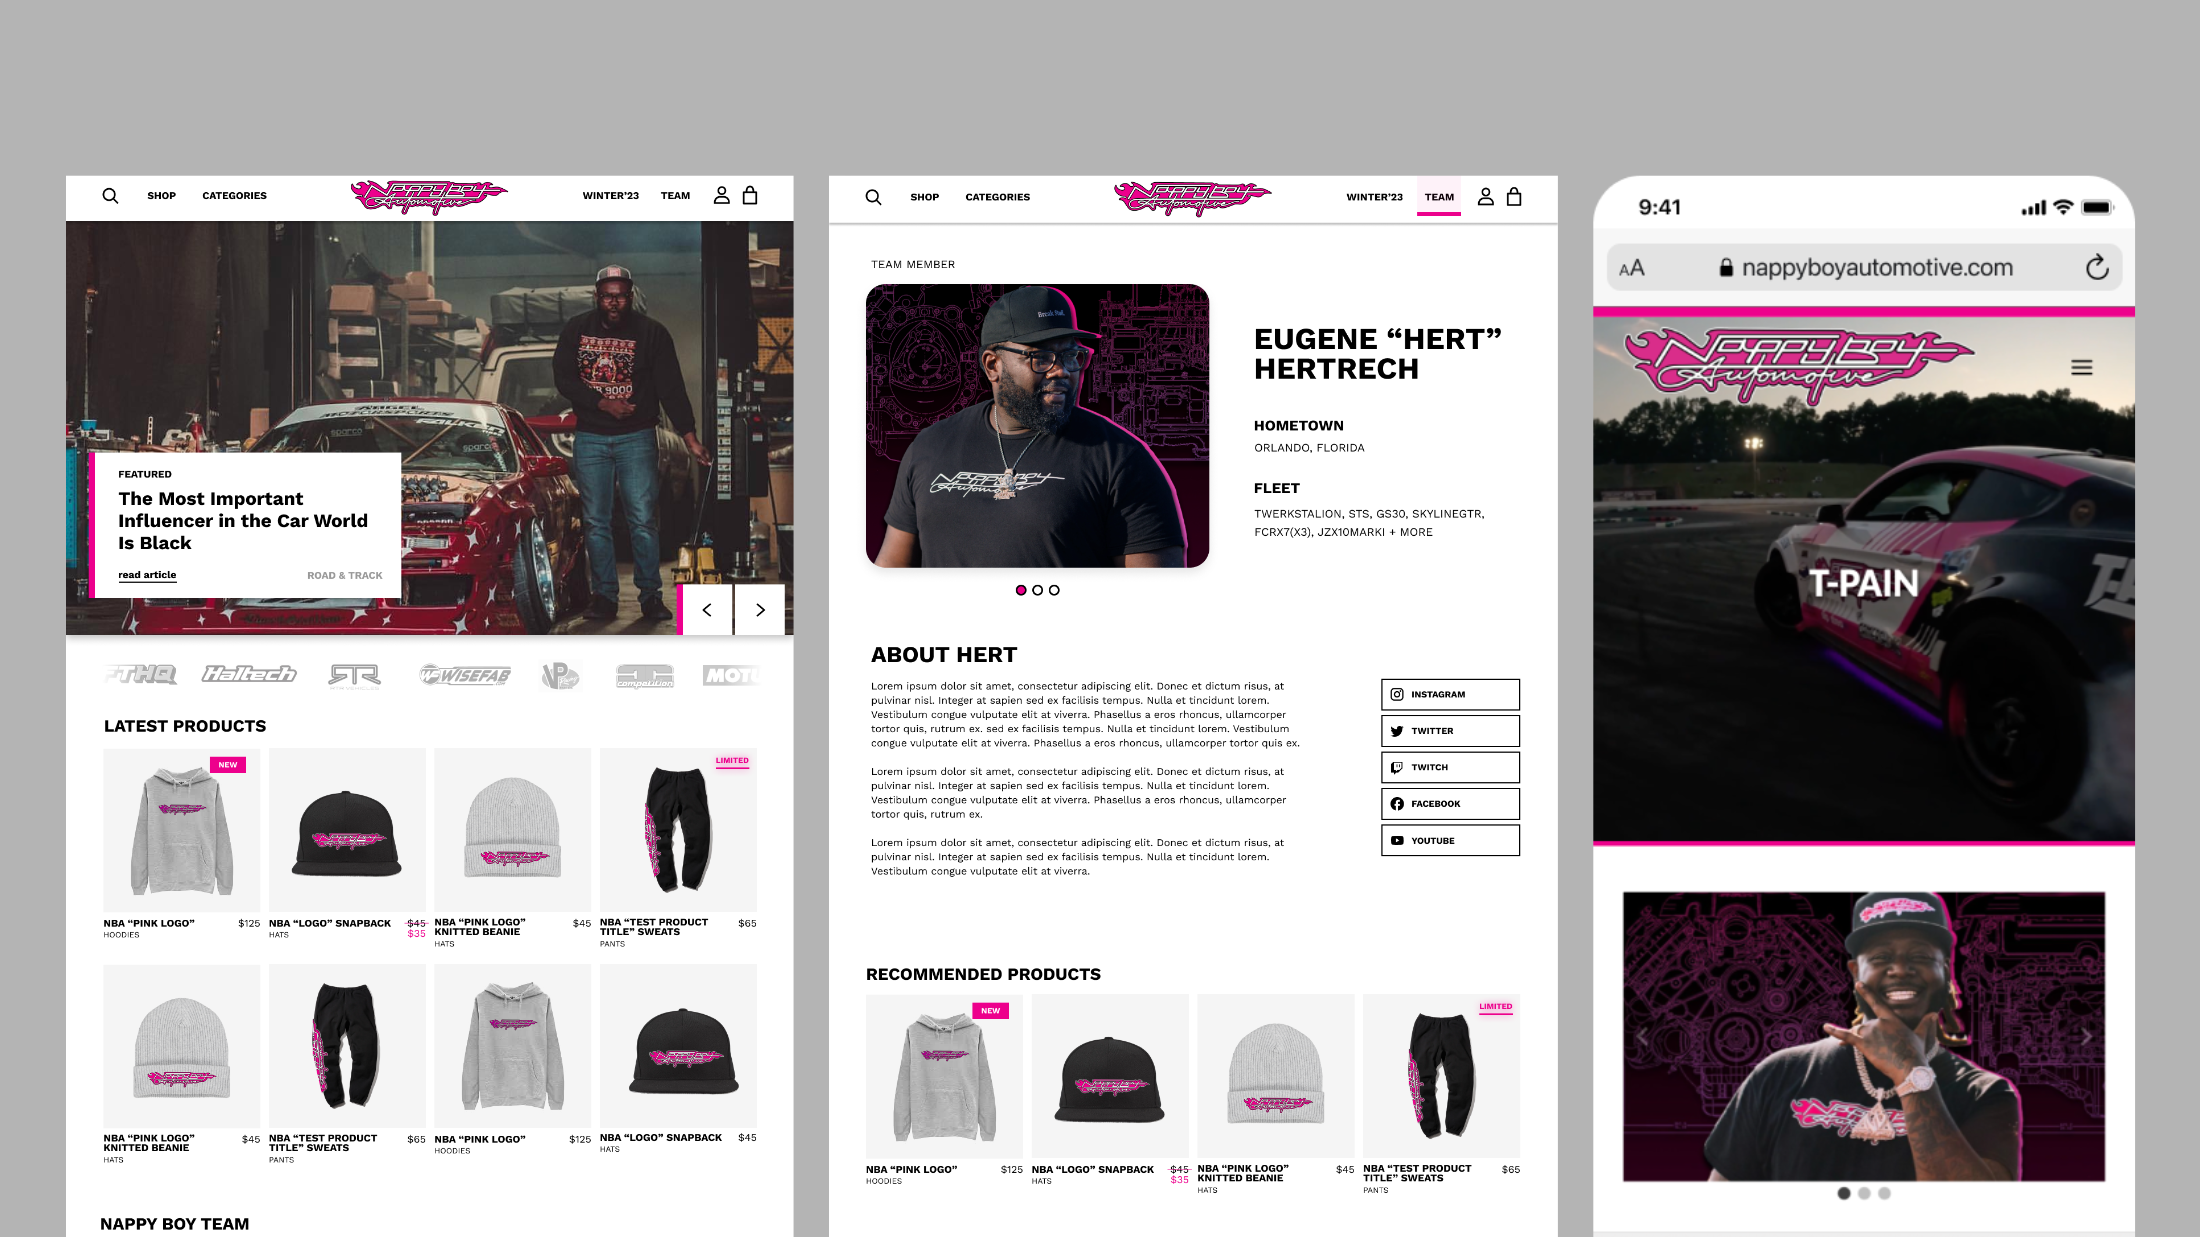 SHOP
CATEGORIES
Nappy Boy
Automotive
WINTER'23
TEAM
ANGEL
MOTORSPORTS
sparco
sparco
9000
FEATURED
The Most Important
Influencer in the Car World
Is Black
read article
ROAD & TRACK
FTHQ
Haltech
WISEFAB
competition
MOTU
LATEST PRODUCTS
NEW
LIMITED
NBA “PINK LOGO”
$125
HOODIES
NBA “LOGO” SNAPBACK
$45
$35
HATS
NBA “PINK LOGO”
KNITTED BEANIE
$45
HATS
NBA “TEST PRODUCT
TITLE” SWEATS
$65
PANTS
NBA “PINK LOGO”
KNITTED BEANIE
$45
HATS
NBA “TEST PRODUCT
TITLE” SWEATS
$65
PANTS
NBA “PINK LOGO”
$125
HOODIES
NBA “LOGO” SNAPBACK
$45
HATS
NAPPY BOY TEAM
SHOP
CATEGORIES
Nappy Boy
Automotive
WINTER'23
TEAM
TEAM MEMBER
Nappy Boy
Automotive
EUGENE “HERT”
HERTRECH
HOMETOWN
ORLANDO, FLORIDA
FLEET
TWERKSTALION, STS, GS30, SKYLINEGTR,
FCRX7(X3), JZX10MARKI + MORE
ABOUT HERT
Lorem ipsum dolor sit amet, consectetur adipiscing elit. Donec et dictum risus, at
pulvinar nisl. Integer at sapien sed ex facilisis tempus. Nulla et tincidunt lorem.
Vestibulum congue vulputate elit at viverra. Phasellus a eros rhoncus, ullamcorper
tortor quis, rutrum ex. sed ex facilisis tempus. Nulla et tincidunt lorem. Vestibulum
congue vulputate elit at viverra. Phasellus a eros rhoncus, ullamcorper tortor quis ex.
Lorem ipsum dolor sit amet, consectetur adipiscing elit. Donec et dictum risus, at
pulvinar nisl. Integer at sapien sed ex facilisis tempus. Nulla et tincidunt lorem.
Vestibulum congue vulputate elit at viverra. Phasellus a eros rhoncus, ullamcorper
tortor quis, rutrum ex.
Lorem ipsum dolor sit amet, consectetur adipiscing elit. Donec et dictum risus, at
pulvinar nisl. Integer at sapien sed ex facilisis tempus. Nulla et tincidunt lorem.
Vestibulum congue vulputate elit at viverra.
INSTAGRAM
TWITTER
TWITCH
FACEBOOK
YOUTUBE
RECOMMENDED PRODUCTS
NEW
LIMITED
NBA “PINK LOGO”
$125
HOODIES
NBA “LOGO” SNAPBACK
$45
$35
HATS
NBA “PINK LOGO”
KNITTED BEANIE
$45
HATS
NBA “TEST PRODUCT
TITLE” SWEATS
$65
PANTS
9:41
AA
nappyboyautomotive.com
Nappy Boy
Automotive
T-PAIN